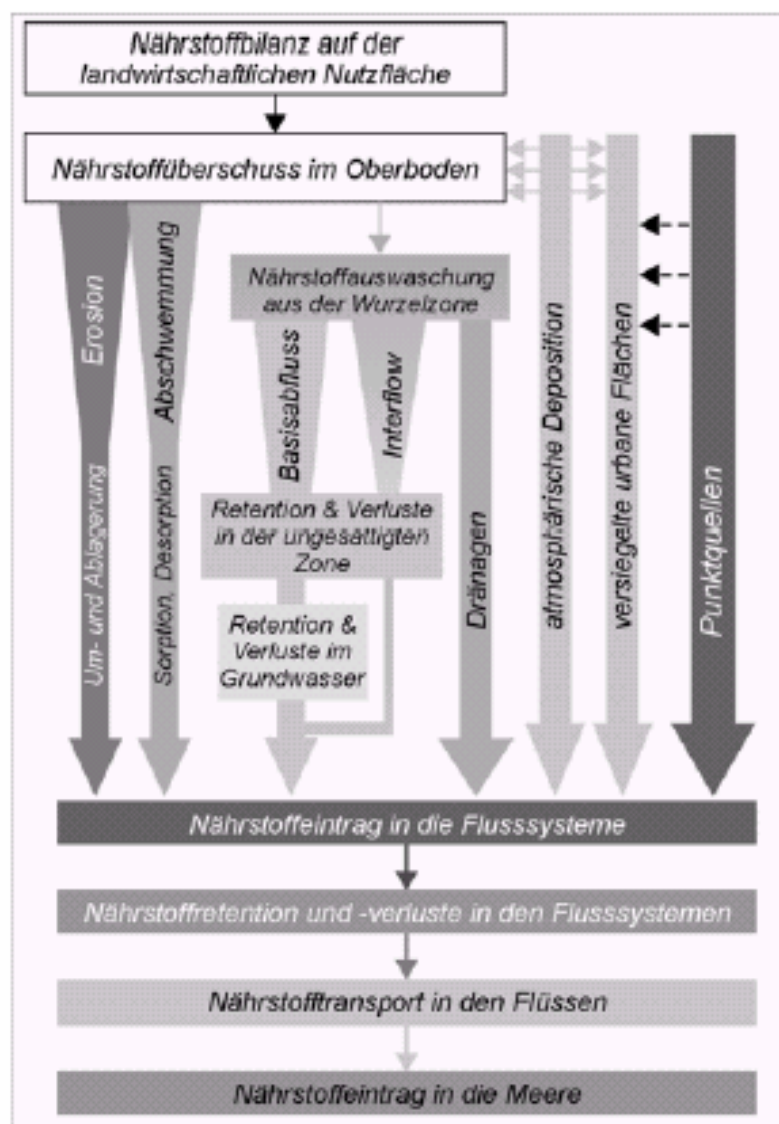 Nährstoffbilanz auf der
landwirtschaftlichen Nutzfläche
Nährstoffüberschuss im Oberboden
Erosion
Um- und Ablagerung
Abschwemmung
Sorption, Desorption
Nährstoffauswaschung
aus der Wurzelzone
Basisabfluss
Interflow
Retention & Verluste
in der ungesättigten
Zone
Retention &
Verluste im
Grundwasser
Dränagen
atmosphärische Deposition
versiegelte urbane Flächen
Punktquellen
Nährstoffeintrag in die Flusssysteme
Nährstoffretention und -verluste in den Flusssystemen
Nährstofftransport in den Flüssen
Nährstoffeintrag in die Meere